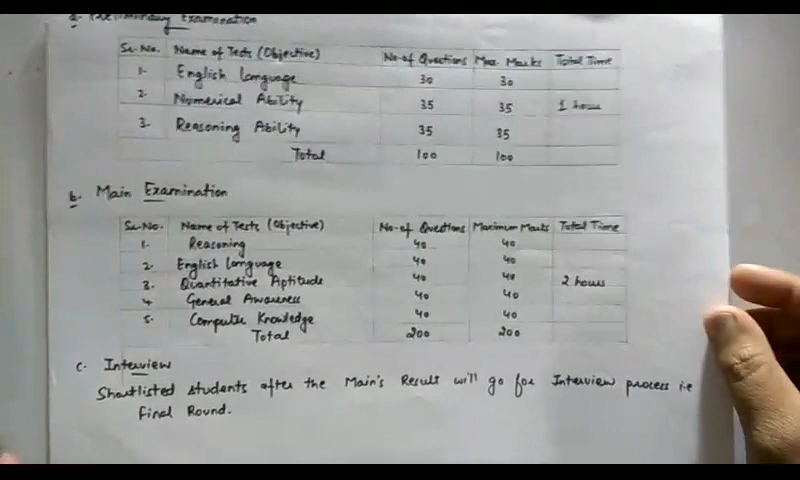 a. Preliminary Examination
Sr. No. Name of Tests (Objective) No. of Questions Max. Marks Total Time
1. English Language 30 30
2. Numerical Ability 35 35 1 hours
3. Reasoning Ability 35 35
Total 100 100
b. Main Examination
Sr. No. Name of Tests (Objective) No. of Questions Maximum Marks Total Time
1. Reasoning 40 40
2. English Language 40 40
3. Quantitative Aptitude 40 40 2 hours
4. General Awareness 40 40
5. Computer Knowledge 40 40
Total 200 200
c. Interview
Shortlisted students after the Main's Result will go for Interview process i.e
Final Round.